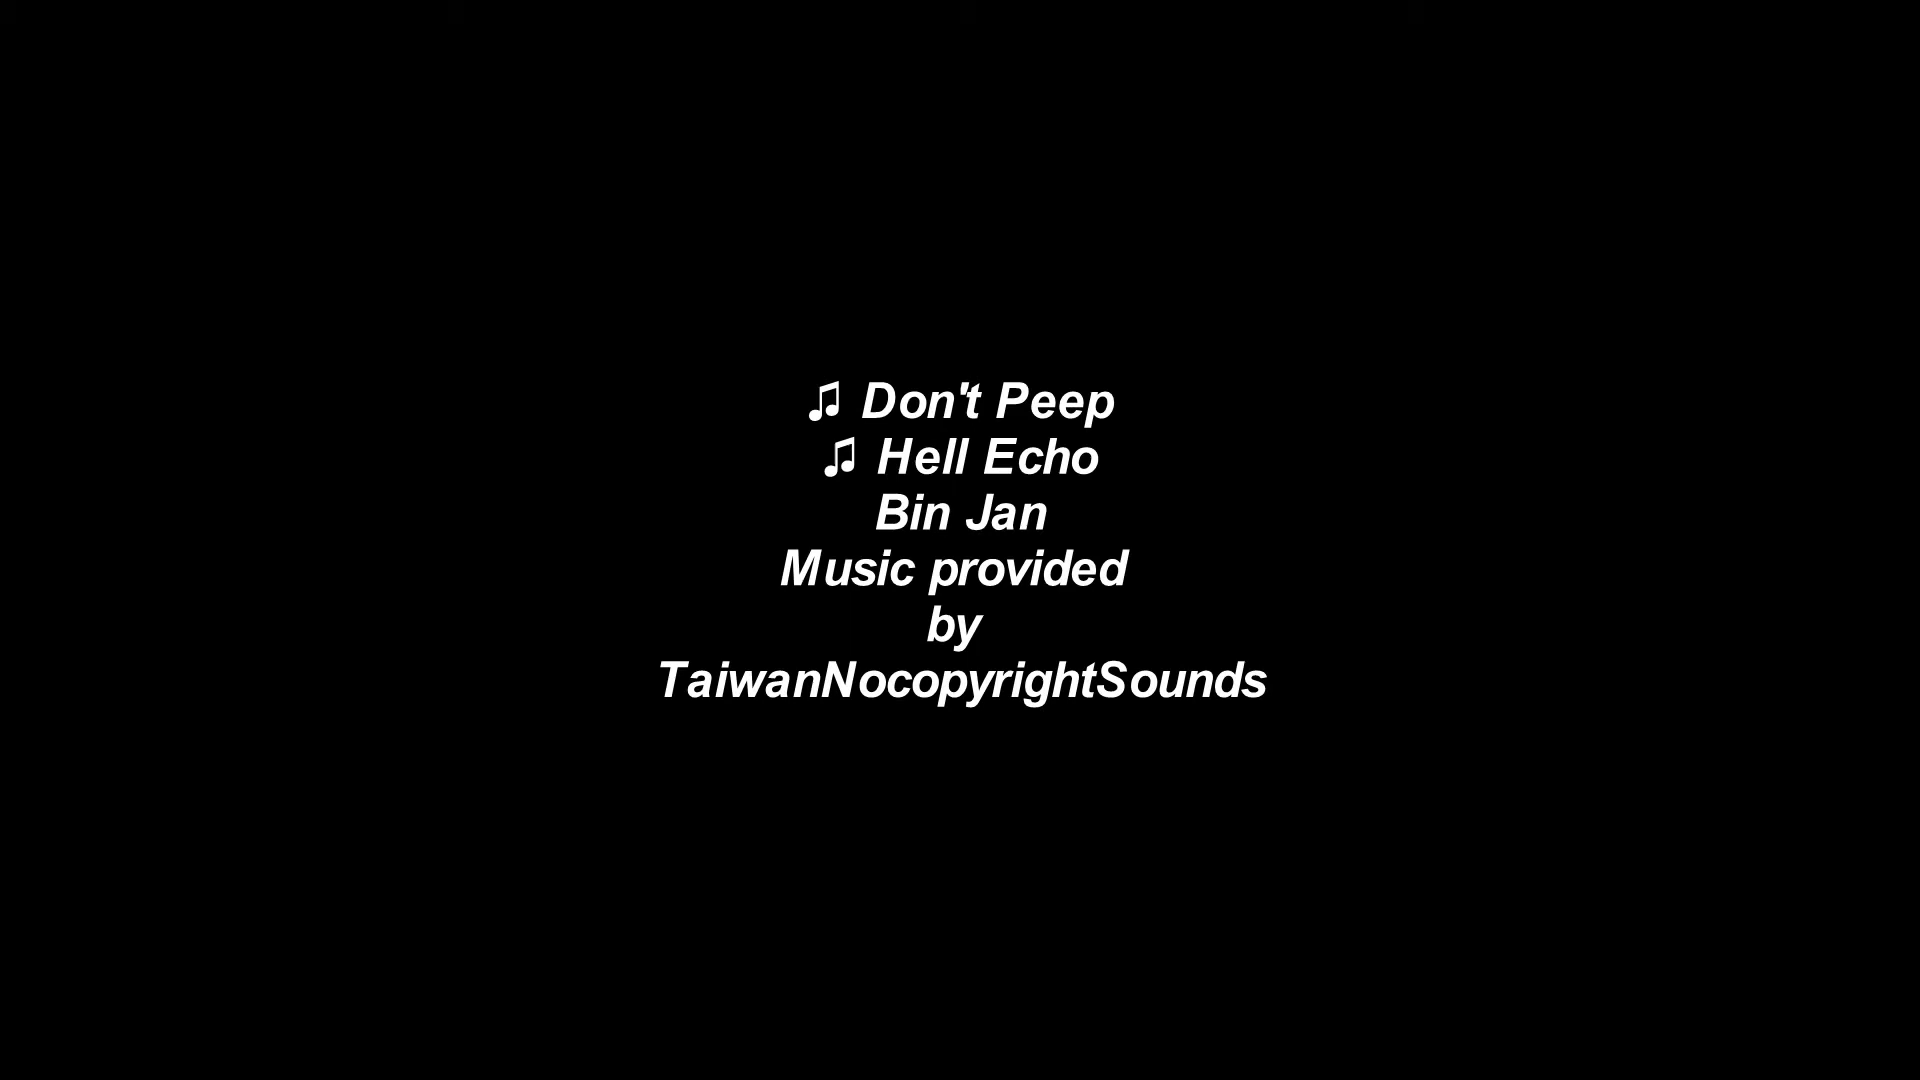 ♫ Don't Peep
♫ Hell Echo
Bin Jan
Music provided
by
TaiwanNocopyrightSounds